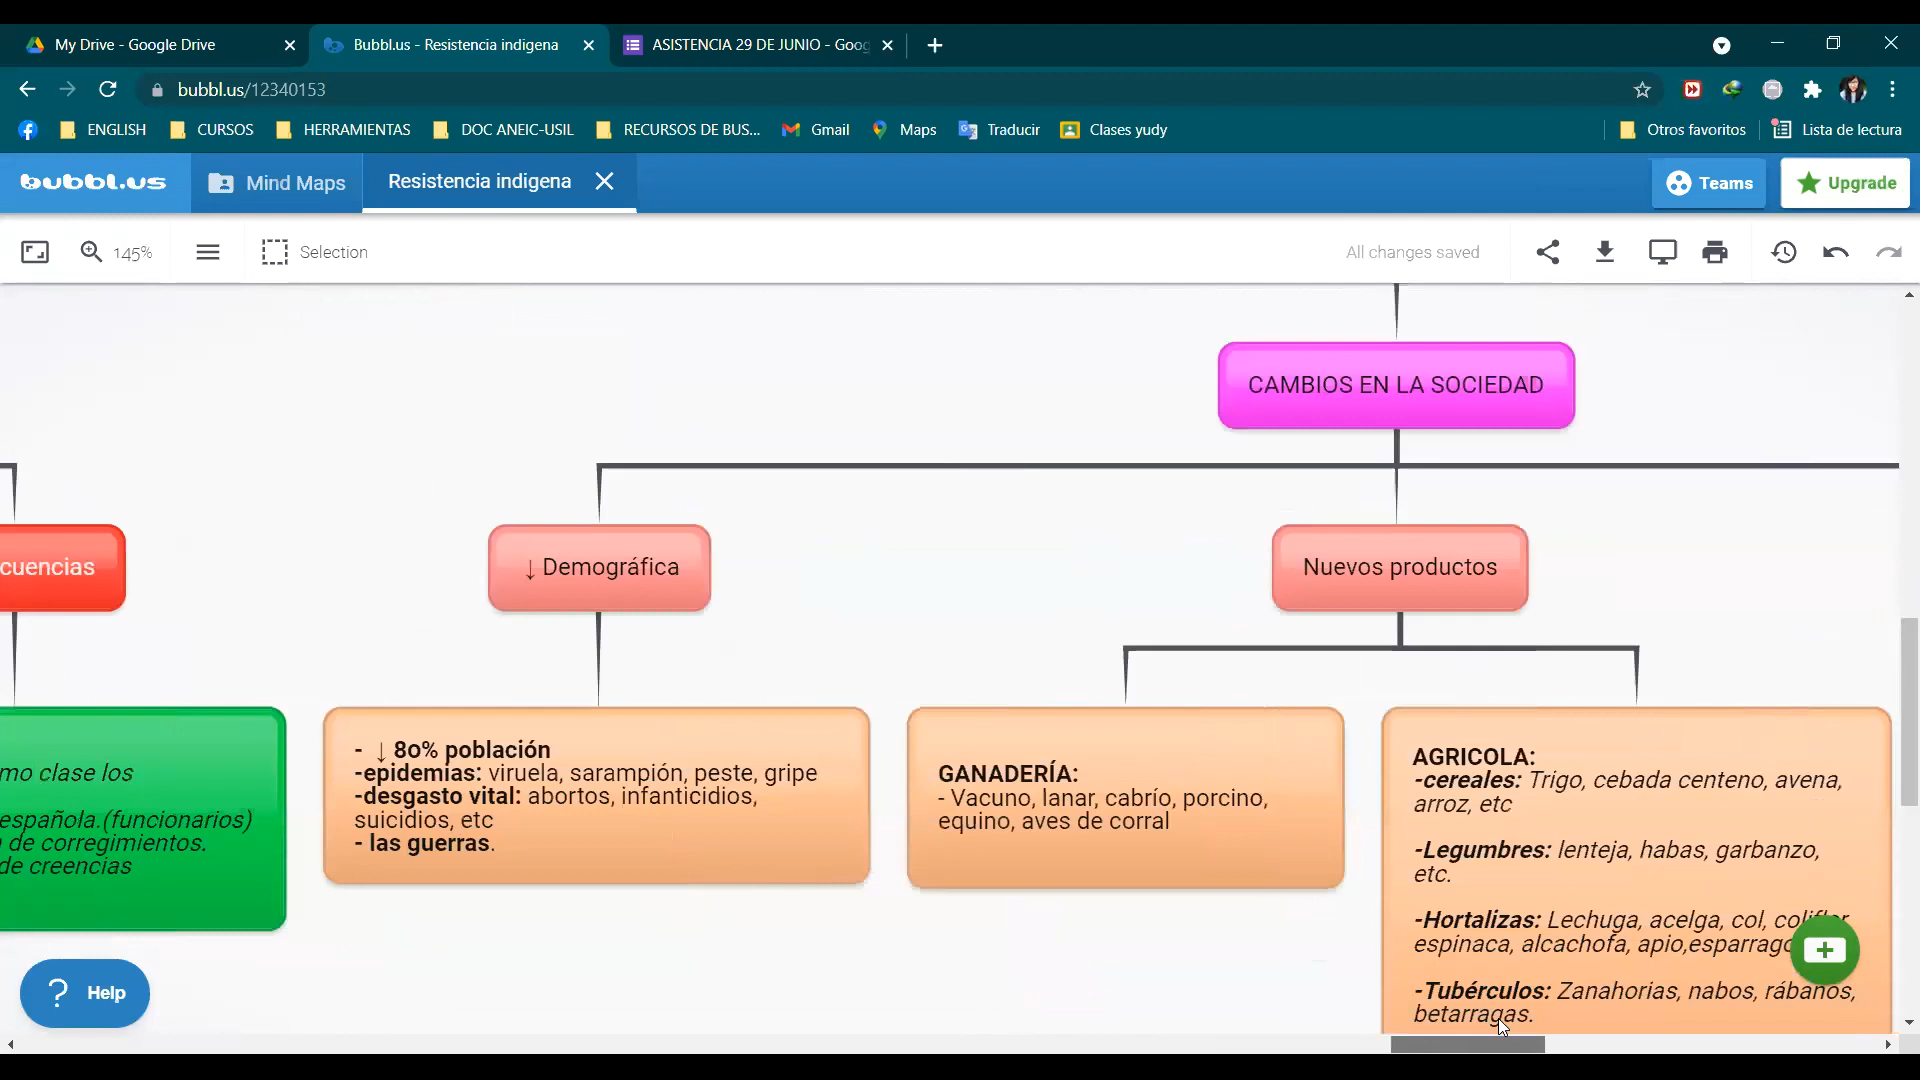 My Drive - Google Drive
Bubbl.us - Resistencia indigena
ASISTENCIA 29 DE JUNIO - Goog
bubbl.us/12340153
ENGLISH
CURSOS
HERRAMIENTAS
DOC ANEIC-USIL
RECURSOS DE BUS...
Gmail
Maps
Traducir
Clases yudy
Otros favoritos
Lista de lectura
bubbl.us
Mind Maps
Resistencia indigena
Teams
Upgrade
145%
Selection
All changes saved
CAMBIOS EN LA SOCIEDAD
cuencias
↓ Demográfica
Nuevos productos
mo clase los
española.(funcionarios)
de corregimientos.
de creencias
- ↓ 80% población
-epidemias: viruela, sarampión, peste, gripe
-desgasto vital: abortos, infanticidios,
suicidios, etc
- las guerras.
GANADERÍA:
- Vacuno, lanar, cabrío, porcino,
equino, aves de corral
AGRICOLA:
-cereales: Trigo, cebada centeno, avena,
arroz, etc
-Legumbres: lenteja, habas, garbanzo,
etc.
-Hortalizas: Lechuga, acelga, col, coliflor
espinaca, alcachofa, apio,esparrago
-Tubérculos: Zanahorias, nabos, rábanos,
betarragas.
? Help